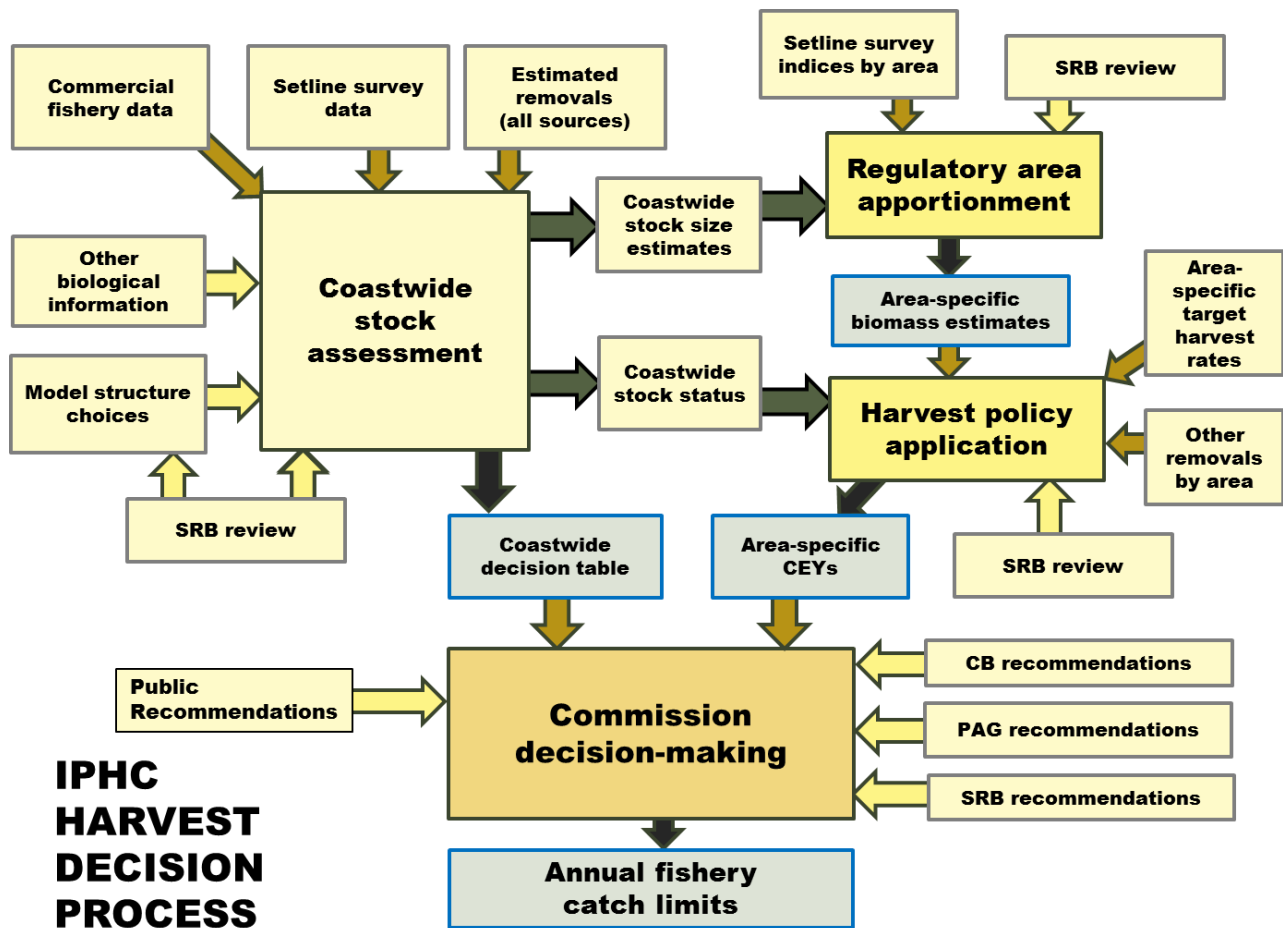 Commercial
fishery data
Setline survey
data
Estimated
removals
(all sources)
Setline survey
indices by area
SRB review
Regulatory area
apportionment
Coastwide
stock size
estimates
Other
biological
information
Coastwide
stock
assessment
Area-specific
biomass estimates
Area-
specific
target
harvest
rates
Model structure
choices
Coastwide
stock status
Harvest policy
application
Other
removals
by area
SRB review
Coastwide
decision table
Area-specific
CEYs
SRB review
Public
Recommendations
Commission
decision-making
CB recommendations
PAG recommendations
SRB recommendations
IPHC
HARVEST
DECISION
PROCESS
Annual fishery
catch limits